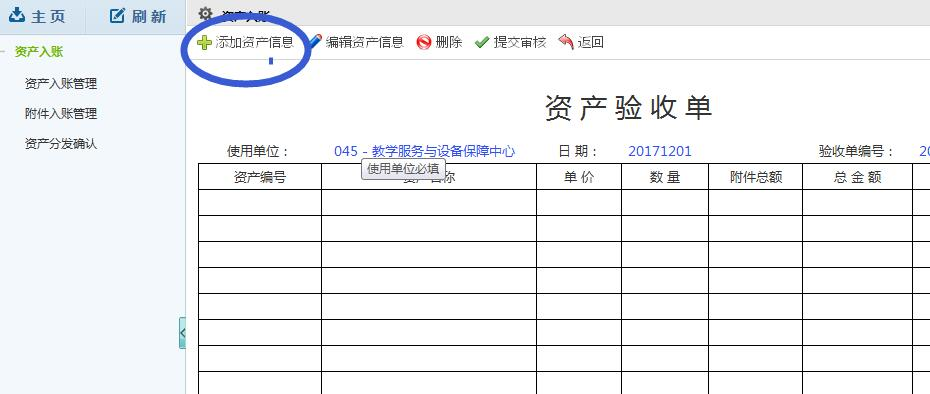 主页 刷新
资产入账
资产入账
资产入账管理
附件入账管理
资产分发确认
添加资产信息 编辑资产信息 删除 提交审核 返回
资产验收单
使用单位： 045 - 教学服务与设备保障中心 日期： 20171201 验收单编号： 20
使用单位必填
资产编号 资产名称 单价 数量 附件总额 总金额